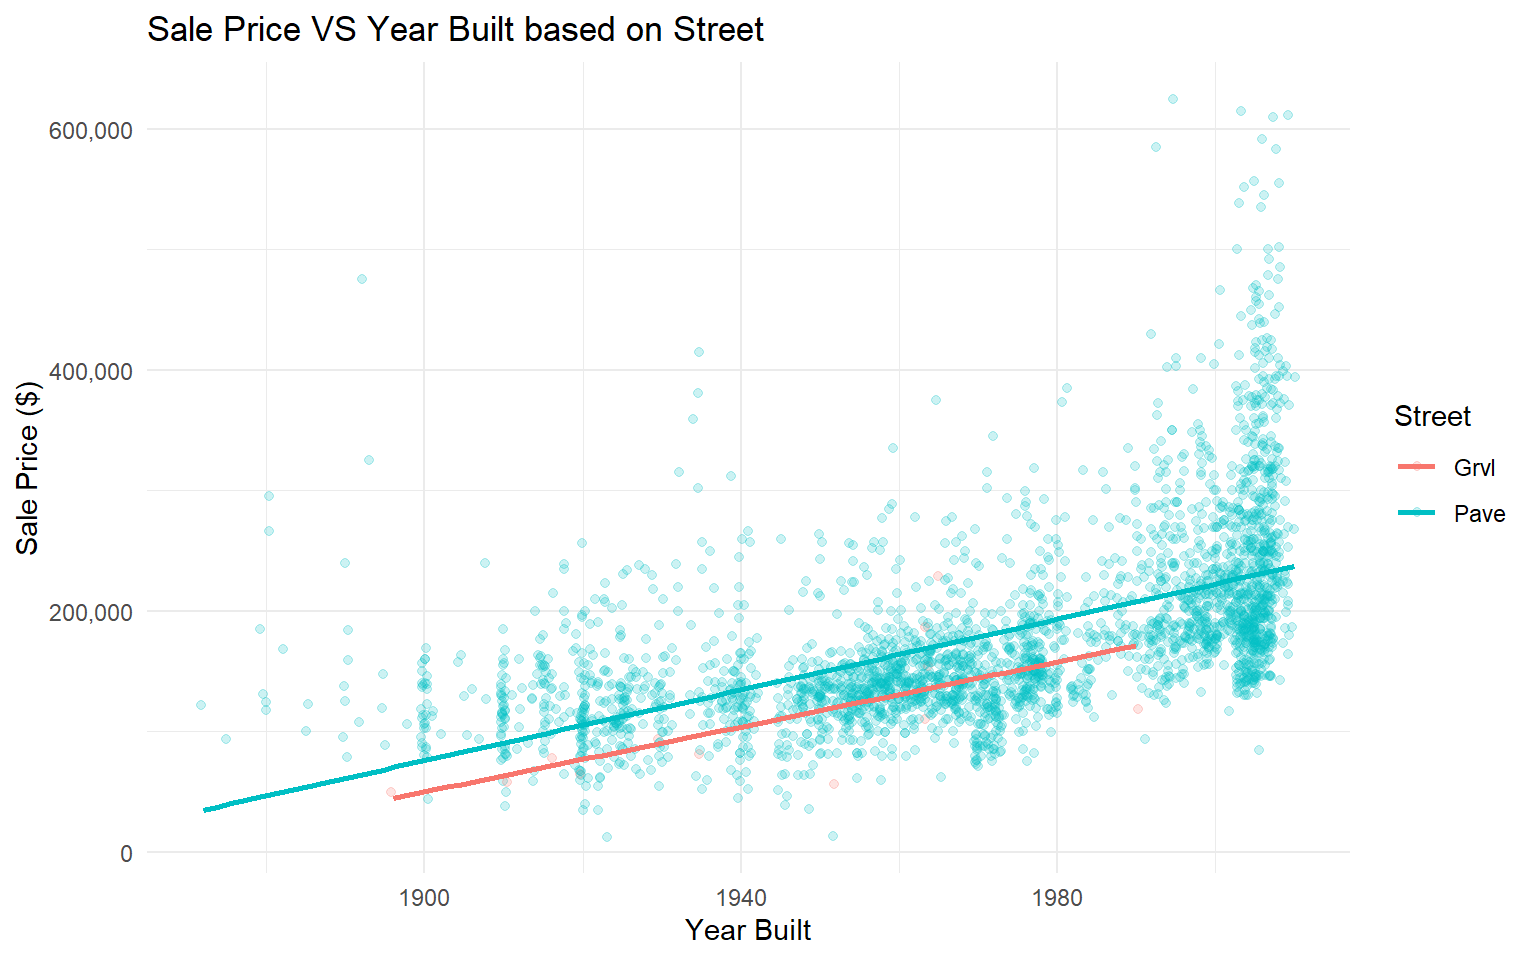 Sale Price VS Year Built based on Street
600,000
400,000
200,000
0
Sale Price ($)
1900
1940
1980
Year Built
Street
Grvl
Pave